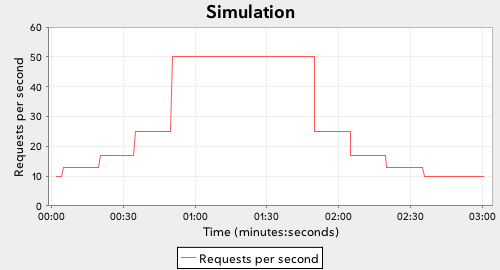 Simulation
Requests per second
60
50
40
30
20
10
0
00:00 00:30 01:00 01:30 02:00 02:30 03:00
Time (minutes:seconds)
Requests per second